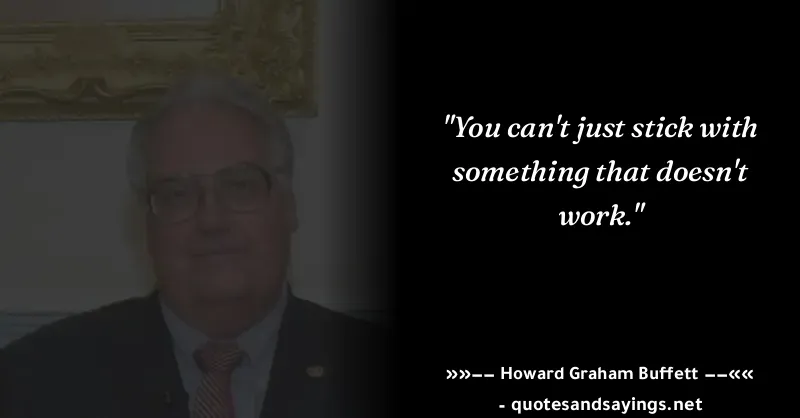 "You can't just stick with
something that doesn't
work."
»»–– Howard Graham Buffett ––««
- quotesandsayings.net